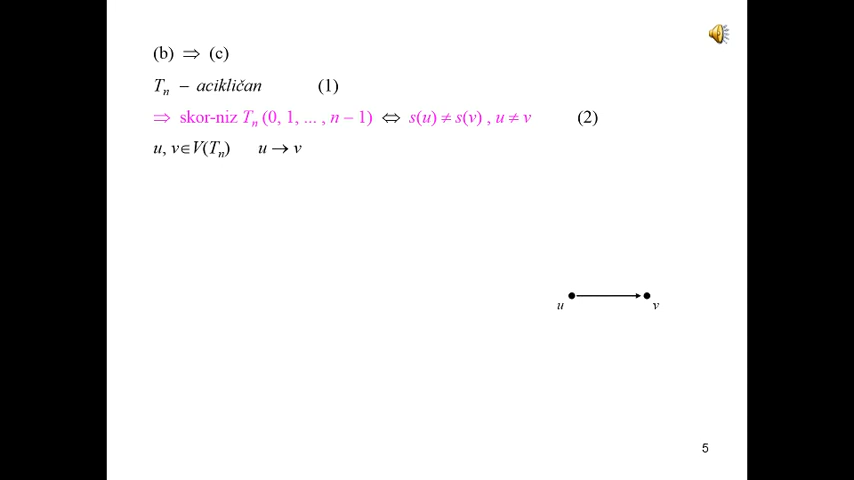 (b) ⇒ (c)
Tₙ – acikličan (1)
⇒ skor-niz Tₙ (0, 1, ... , n – 1) ⇔ s(u) ≠ s(v) , u ≠ v (2)
u, v∈V(Tₙ) u → v
u v
5